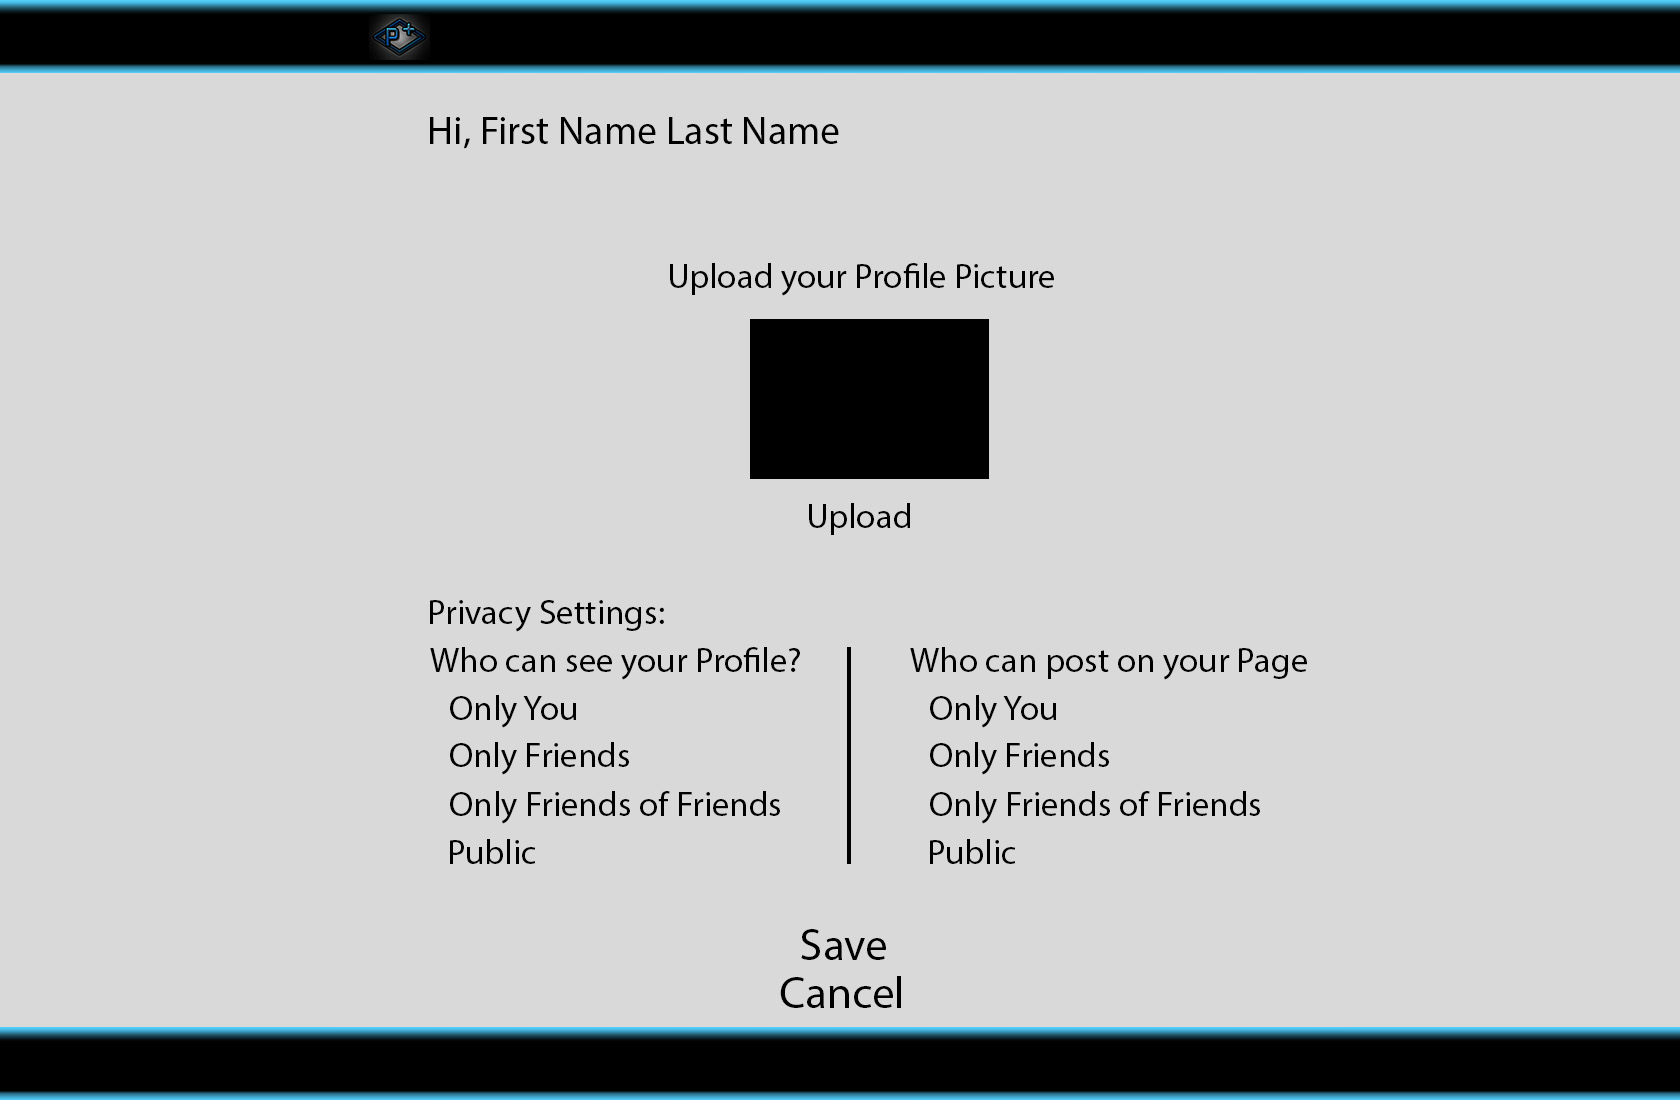 P+
Hi, First Name Last Name
Upload your Profile Picture
Upload
Privacy Settings:
Who can see your Profile?
Only You
Only Friends
Only Friends of Friends
Public
Who can post on your Page
Only You
Only Friends
Only Friends of Friends
Public
Save
Cancel